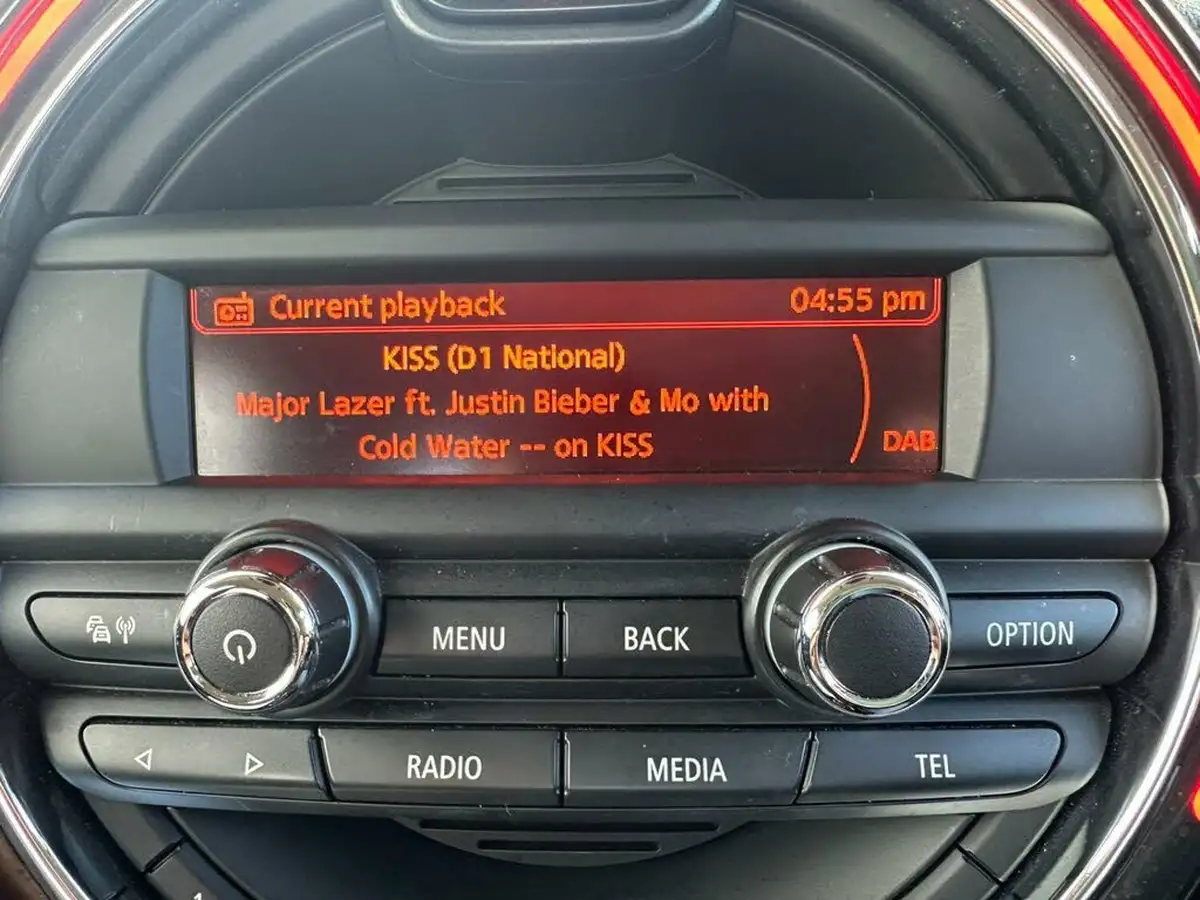 Current playback 04:55 pm
KISS (D1 National)
Major Lazer ft. Justin Bieber & Mo with
Cold Water -- on KISS
DAB
MENU BACK OPTION
RADIO MEDIA TEL
1